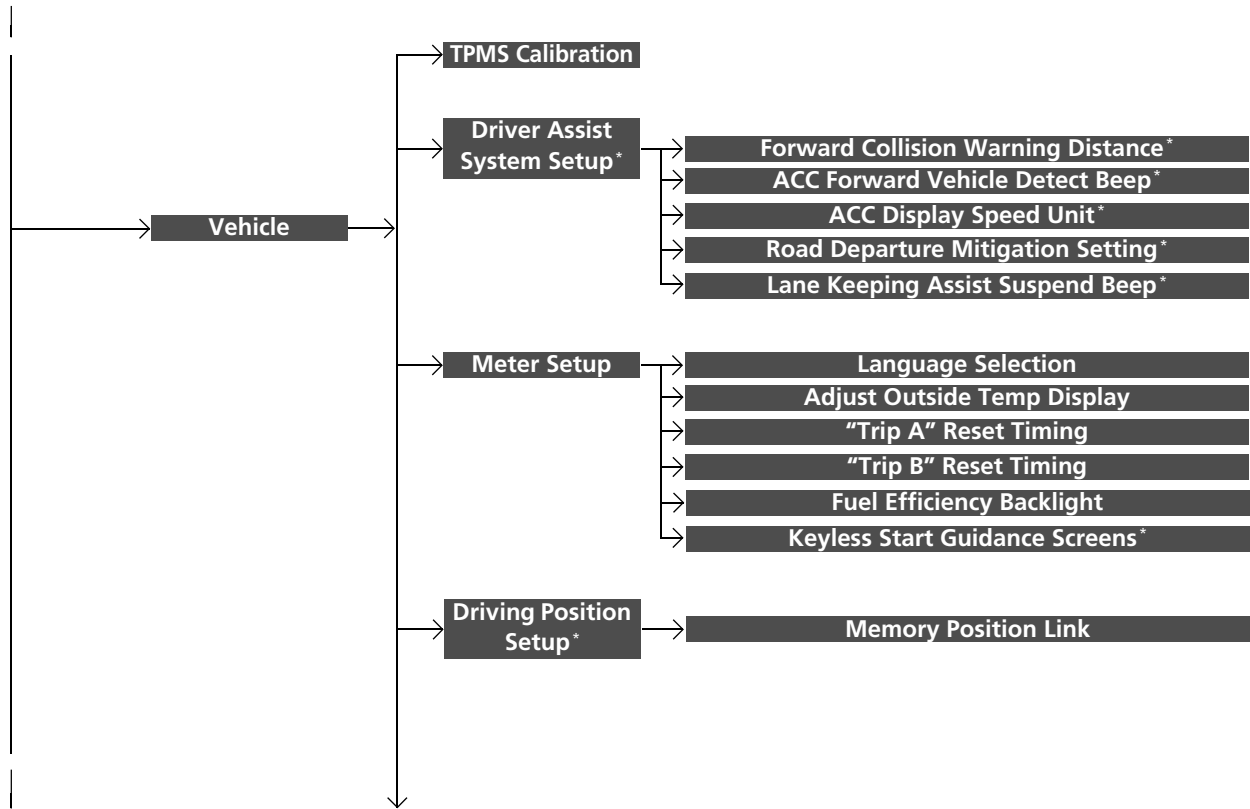 TPMS Calibration
Driver Assist
System Setup*
Forward Collision Warning Distance*
ACC Forward Vehicle Detect Beep*
ACC Display Speed Unit*
Road Departure Mitigation Setting*
Lane Keeping Assist Suspend Beep*
Vehicle
Meter Setup
Language Selection
Adjust Outside Temp Display
“Trip A” Reset Timing
“Trip B” Reset Timing
Fuel Efficiency Backlight
Keyless Start Guidance Screens*
Driving Position
Setup*
Memory Position Link